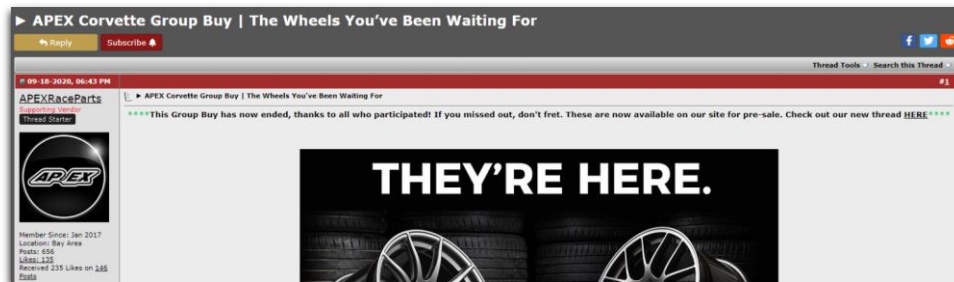 ► APEX Corvette Group Buy | The Wheels You've Been Waiting For
Reply
Subscribe
Thread Tools
Search this Thread
09-18-2020, 06:43 PM
#1
APEXRaceParts
Supporting Vendor
Thread Starter
► APEX Corvette Group Buy | The Wheels You've Been Waiting For
****This Group Buy has now ended, thanks to all who participated! If you missed out, don't fret. These are now available on our site for pre-sale. Check out our new thread HERE****
APEX
THEY'RE HERE.
Member Since: Jan 2017
Location: Bay Area
Posts: 656
Likes: 135
Received 235 Likes on 146
Posts